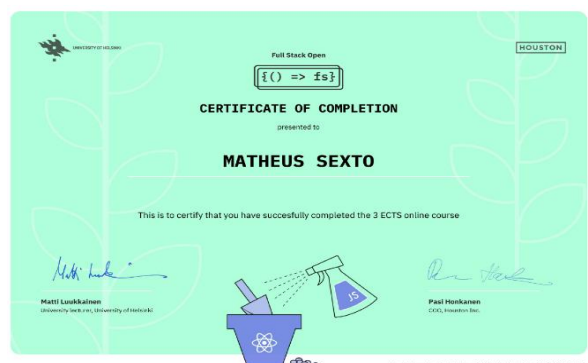 UNIVERSITY OF HELSINKI
HOUSTON
Full Stack Open
{() => fs}
CERTIFICATE OF COMPLETION
presented to
MATHEUS SEXTO
This is to certify that you have succesfully completed the 3 ECTS online course
Matti Luukkainen
University lecturer, University of Helsinki
JS
Pasi Honkanen
COO, Houston Inc.